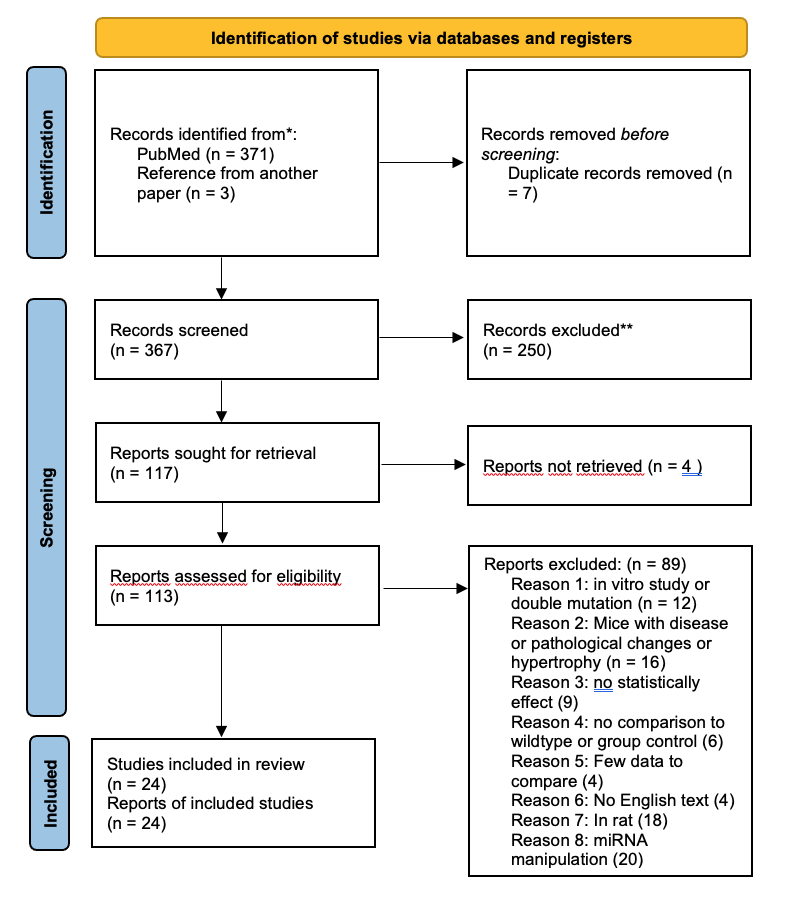 Identification of studies via databases and registers
Identification
Records identified from*:
PubMed (n = 371)
Reference from another
paper (n = 3)
Records removed before
screening:
Duplicate records removed (n
= 7)
Screening
Records screened
(n = 367)
Records excluded**
(n = 250)
Reports sought for retrieval
(n = 117)
Reports not retrieved (n = 4 )
Reports assessed for eligibility
(n = 113)
Reports excluded: (n = 89)
Reason 1: in vitro study or
double mutation (n = 12)
Reason 2: Mice with disease
or pathological changes or
hypertrophy (n = 16)
Reason 3: no statistically
effect (9)
Reason 4: no comparison to
wildtype or group control (6)
Reason 5: Few data to
compare (4)
Reason 6: No English text (4)
Reason 7: In rat (18)
Reason 8: miRNA
manipulation (20)
Included
Studies included in review
(n = 24)
Reports of included studies
(n = 24)